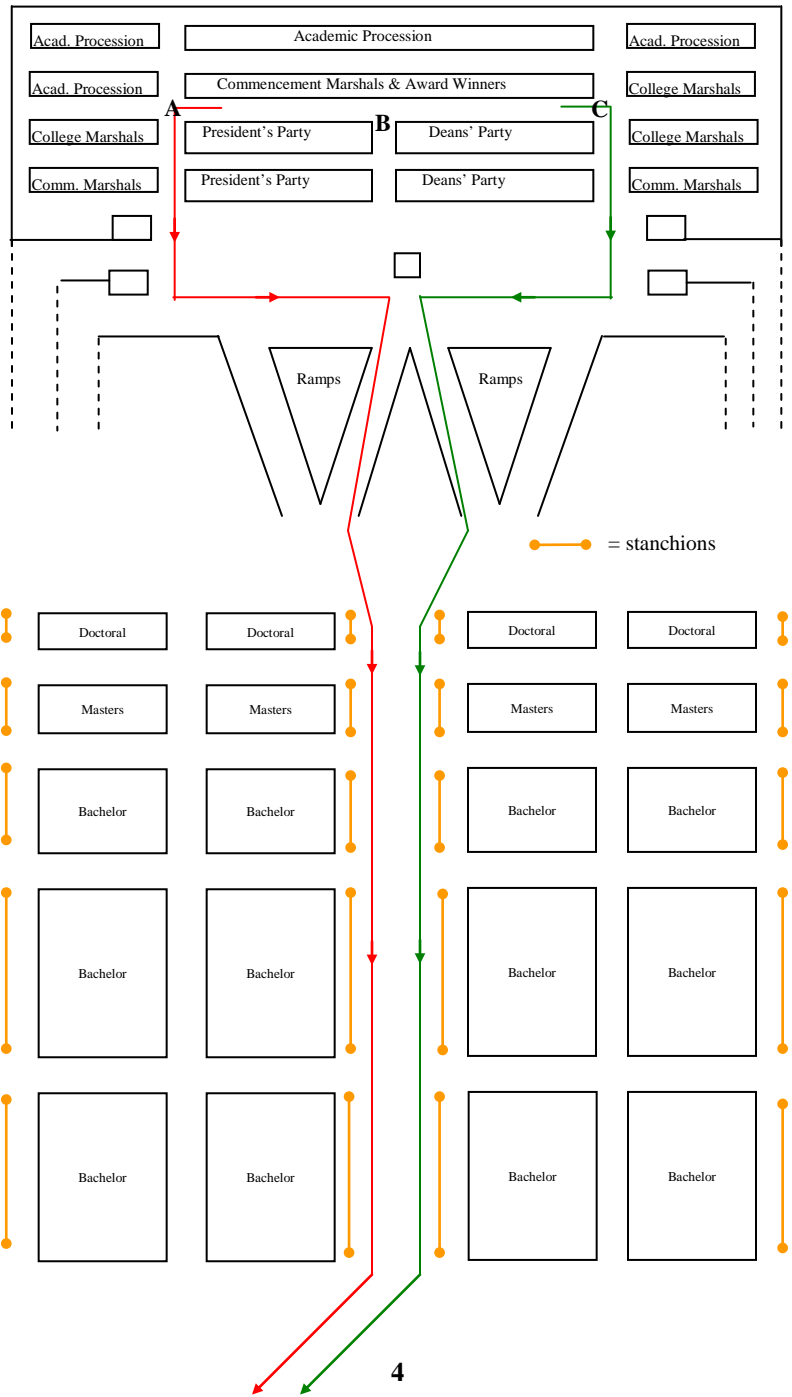 Acad. Procession Academic Procession Acad. Procession
Acad. Procession Commencement Marshals & Award Winners College Marshals
A B C
College Marshals President's Party Deans' Party College Marshals
Comm. Marshals President's Party Deans' Party Comm. Marshals
Ramps Ramps
= stanchions
Doctoral Doctoral Doctoral Doctoral
Masters Masters Masters Masters
Bachelor Bachelor Bachelor Bachelor
Bachelor Bachelor Bachelor Bachelor
Bachelor Bachelor Bachelor Bachelor
4